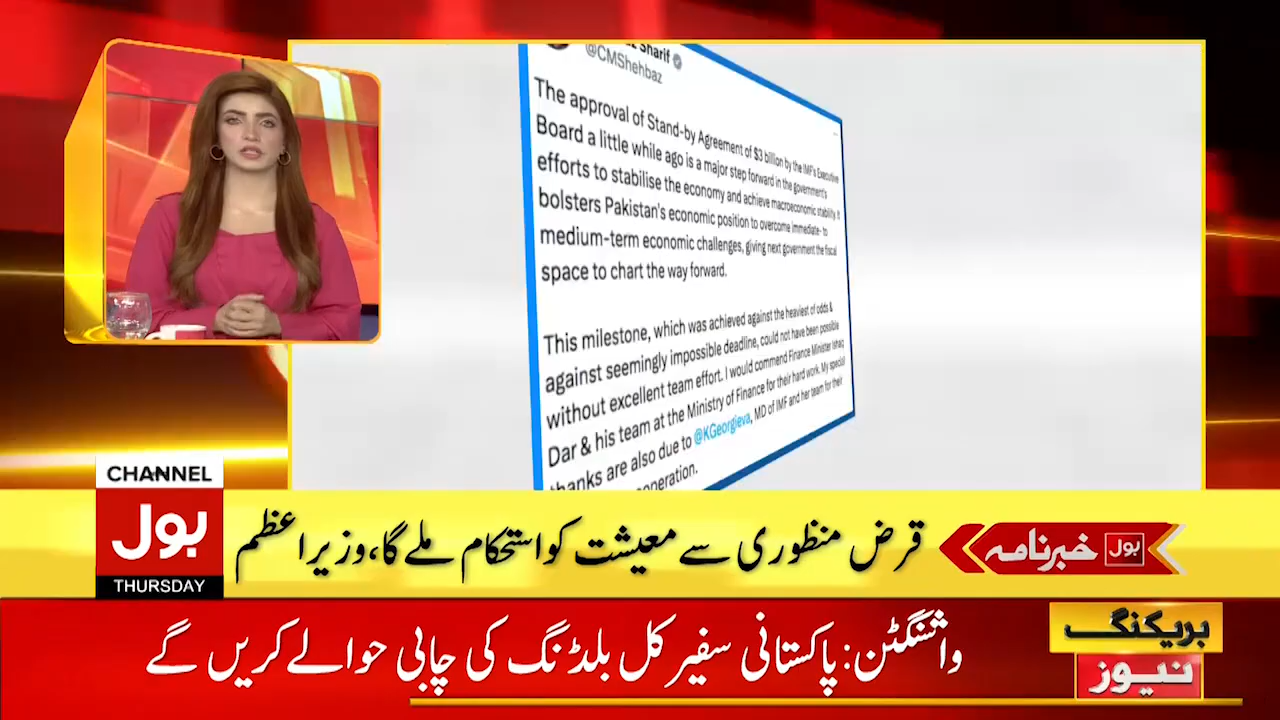 Sharif
@CMShehbaz
The approval of Stand-by Agreement of $3 billion by the IMF's Executive
Board a little while ago is a major step forward in the government's
efforts to stabilise the economy and achieve macroeconomic stability. It
bolsters Pakistan's economic position to overcome immediate- to
medium-term economic challenges, giving next government the fiscal
space to chart the way forward.
This milestone, which was achieved against the heaviest of odds &
against seemingly impossible deadline, could not have been possible
without excellent team effort. I would commend Finance Minister Ishaq
Dar & his team at the Ministry of Finance for their hard work. My special
thanks are also due to @KGeorgieva, MD of IMF and her team for their
CHANNEL
بول
THURSDAY
قرض منظوری سے معیشت کو استحکام ملے گا، وزیراعظم
بول خبرنامہ
واشنگٹن: پاکستانی سفیر کل بلڈنگ کی چابی حوالے کریں گے
بریکنگ
نیوز